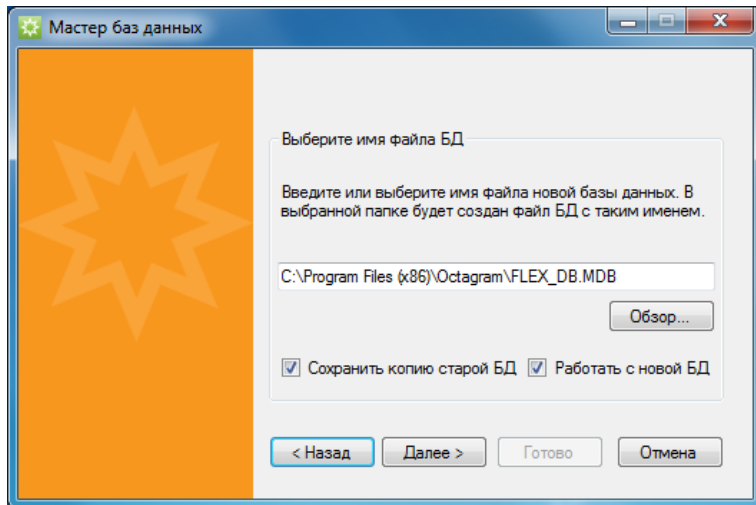 Мастер баз данных
Выберите имя файла БД
Введите или выберите имя файла новой базы данных. В
выбранной папке будет создан файл БД с таким именем.
C:\Program Files (x86)\Octagram\FLEX_DB.MDB
Обзор...
Сохранить копию старой БД Работать с новой БД
< Назад Далее > Готово Отмена